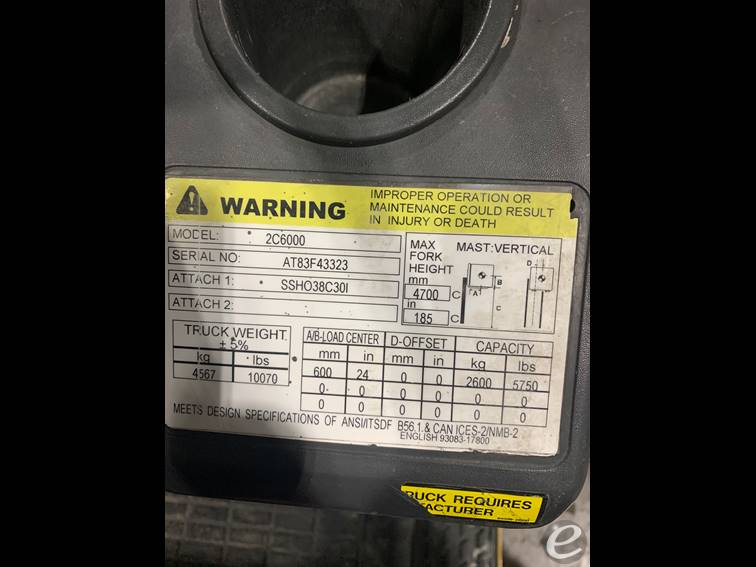 WARNING
IMPROPER OPERATION OR
MAINTENANCE COULD RESULT
IN INJURY OR DEATH
MODEL: 2C6000
SERIAL NO: AT83F43323
ATTACH 1: SSHO38C30I
ATTACH 2:
MAX FORK HEIGHT
mm
4700 C
in
185 C
MAST:VERTICAL
D
A
B
C
TRUCK WEIGHT
± 5%
kg lbs
4567 10070
A/B-LOAD CENTER D-OFFSET CAPACITY
mm in mm in kg lbs
600 24 0 0 2600 5750
0 0 0 0 0 0
0 0 0 0 0 0
MEETS DESIGN SPECIFICATIONS OF ANSI/ITSDF B56.1.& CAN ICES-2/NMB-2
ENGLISH 93083-17800
RUCK REQUIRES
FACTURER
e